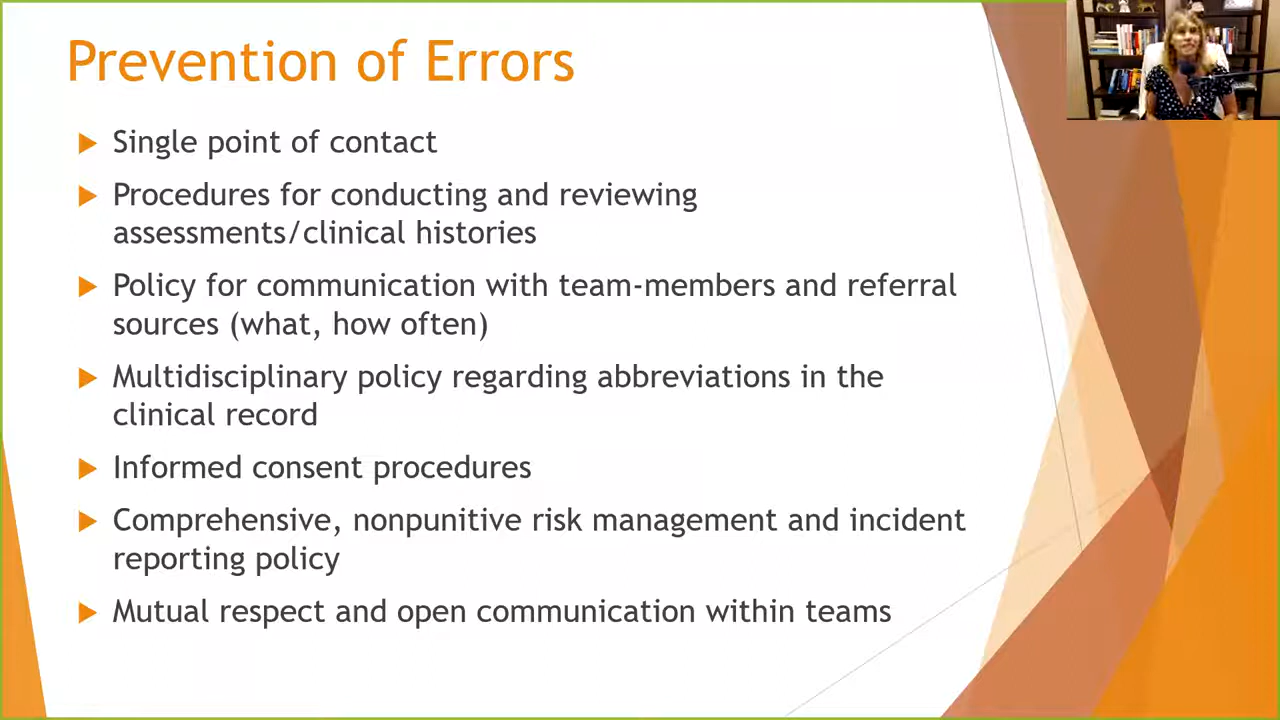 Prevention of Errors
Single point of contact
Procedures for conducting and reviewing
assessments/clinical histories
Policy for communication with team-members and referral
sources (what, how often)
Multidisciplinary policy regarding abbreviations in the
clinical record
Informed consent procedures
Comprehensive, nonpunitive risk management and incident
reporting policy
Mutual respect and open communication within teams